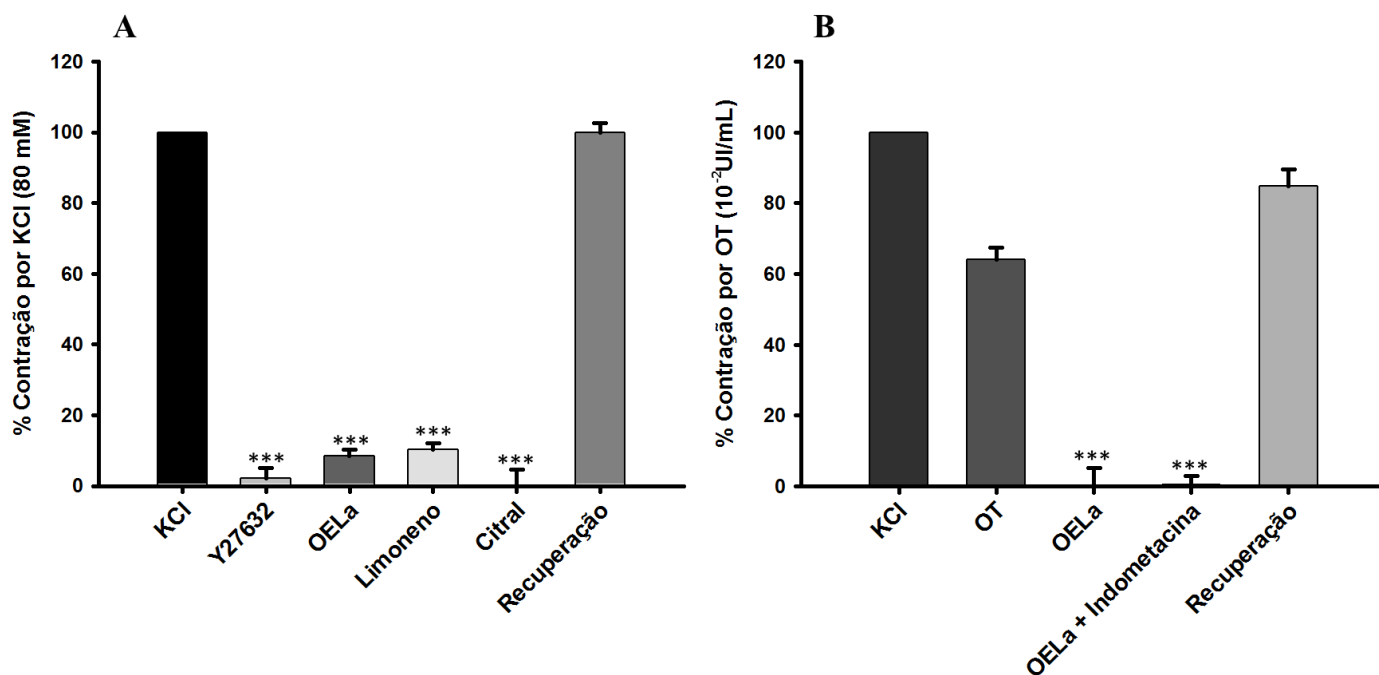 A
% Contração por KCl (80 mM)
120
100
80
60
40
20
0
***
***
***
***
KCl
Y27632
OELa
Limoneno
Citral
Recuperação
B
% Contração por OT (10⁻²UI/mL)
120
100
80
60
40
20
0
***
***
KCl
OT
OELa
OELa + Indometacina
Recuperação